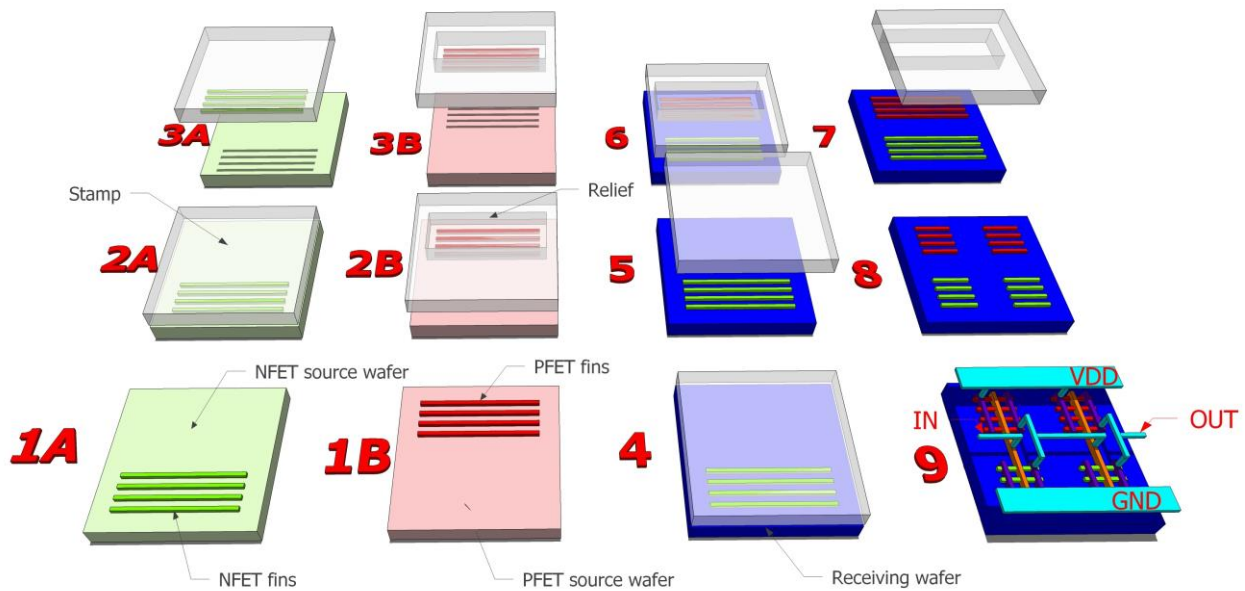 3A
3B
6
7
Stamp
Relief
2A
2B
5
8
NFET source wafer
PFET fins
VDD
IN
OUT
1A
1B
4
9
GND
NFET fins
PFET source wafer
Receiving wafer